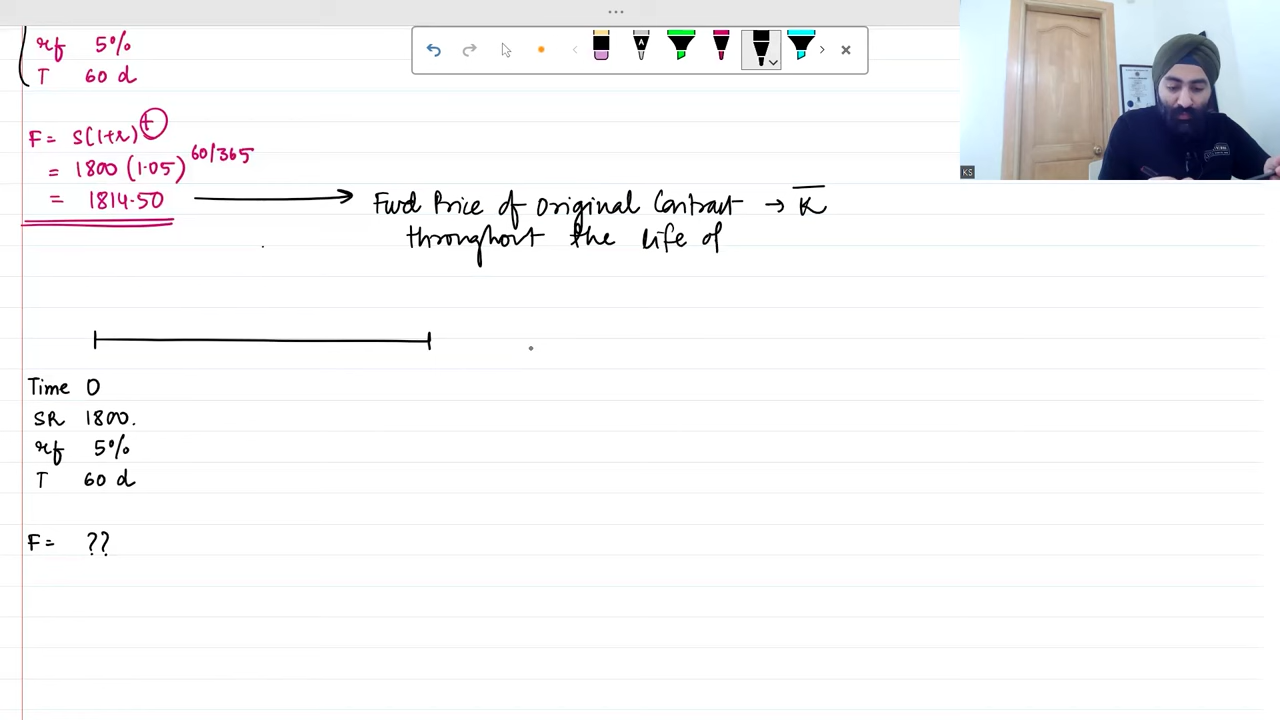 rf 5%
T 60 d
F = S(1+r)^t
= 1800 (1.05)^60/365
= 1814.50 → Fwd Price of Original Contract → K̅
throughout the life of
Time 0
SR 1800.
rf 5%
T 60 d
F = ??
KS